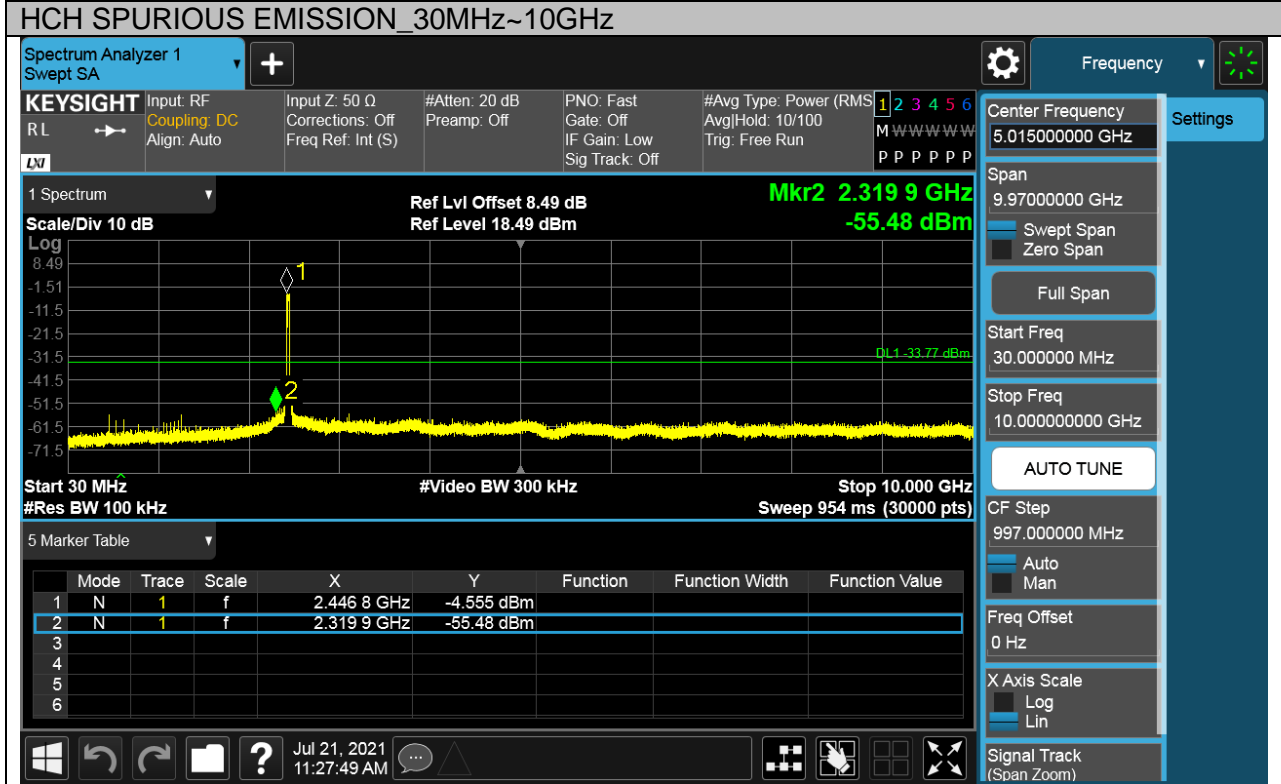 HCH SPURIOUS EMISSION_30MHz~10GHz
Spectrum Analyzer 1
Swept SA
Frequency
KEYSIGHT
RL
LXI
Input: RF
Coupling: DC
Align: Auto
Input Z: 50 Ω
Corrections: Off
Freq Ref: Int (S)
#Atten: 20 dB
Preamp: Off
PNO: Fast
Gate: Off
IF Gain: Low
Sig Track: Off
#Avg Type: Power (RMS
Avg|Hold: 10/100
Trig: Free Run
1 2 3 4 5 6
M W W W W W
P P P P P P
1 Spectrum
Scale/Div 10 dB
Ref Lvl Offset 8.49 dB
Ref Level 18.49 dBm
Mkr2 2.319 9 GHz
-55.48 dBm
Log
8.49
-1.51
-11.5
-21.5
-31.5
-41.5
-51.5
-61.5
-71.5
1
2
DL1 -33.77 dBm
Start 30 MHz
#Res BW 100 kHz
#Video BW 300 kHz
Stop 10.000 GHz
Sweep 954 ms (30000 pts)
5 Marker Table
Mode Trace Scale X Y Function Function Width Function Value
1 N 1 f 2.446 8 GHz -4.555 dBm
2 N 1 f 2.319 9 GHz -55.48 dBm
3
4
5
6
Jul 21, 2021
11:27:49 AM
Center Frequency
5.015000000 GHz
Settings
Span
9.97000000 GHz
Swept Span
Zero Span
Full Span
Start Freq
30.000000 MHz
Stop Freq
10.000000000 GHz
AUTO TUNE
CF Step
997.000000 MHz
Auto
Man
Freq Offset
0 Hz
X Axis Scale
Log
Lin
Signal Track
(Span Zoom)